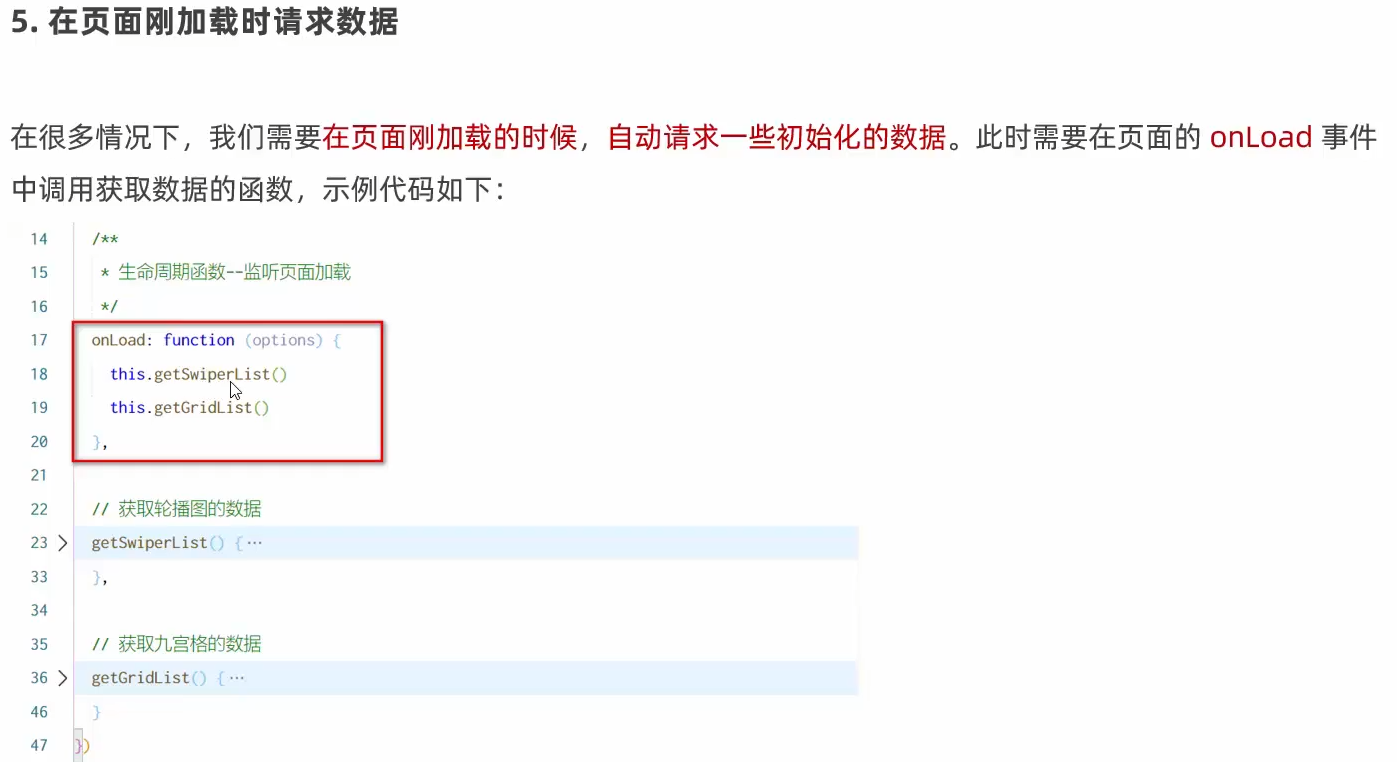 5. 在页面刚加载时请求数据
在很多情况下，我们需要在页面刚加载的时候，自动请求一些初始化的数据。此时需要在页面的 onLoad 事件
中调用获取数据的函数，示例代码如下：
14 /**
15 * 生命周期函数--监听页面加载
16 */
17 onLoad: function (options) {
18 this.getSwiperList()
19 this.getGridList()
20 },
21
22 // 获取轮播图的数据
23 getSwiperList() {···
33 },
34
35 // 获取九宫格的数据
36 getGridList() {···
46 }
47 })